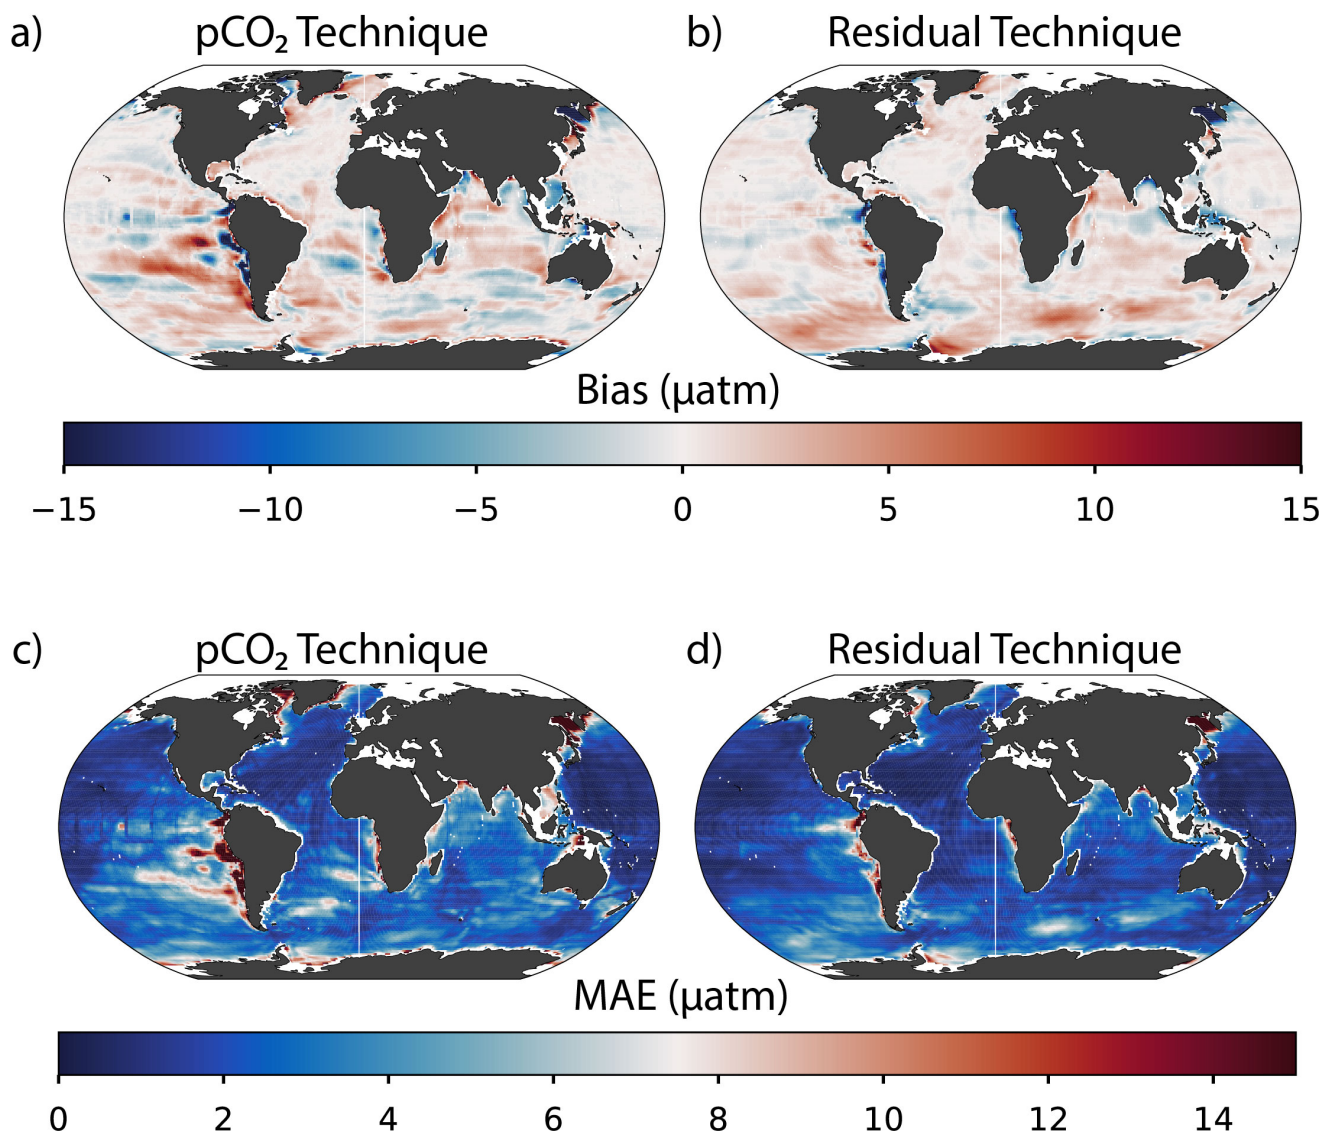 a) pCO₂ Technique
b) Residual Technique
Bias (µatm)
−15 −10 −5 0 5 10 15
c) pCO₂ Technique
d) Residual Technique
MAE (µatm)
0 2 4 6 8 10 12 14